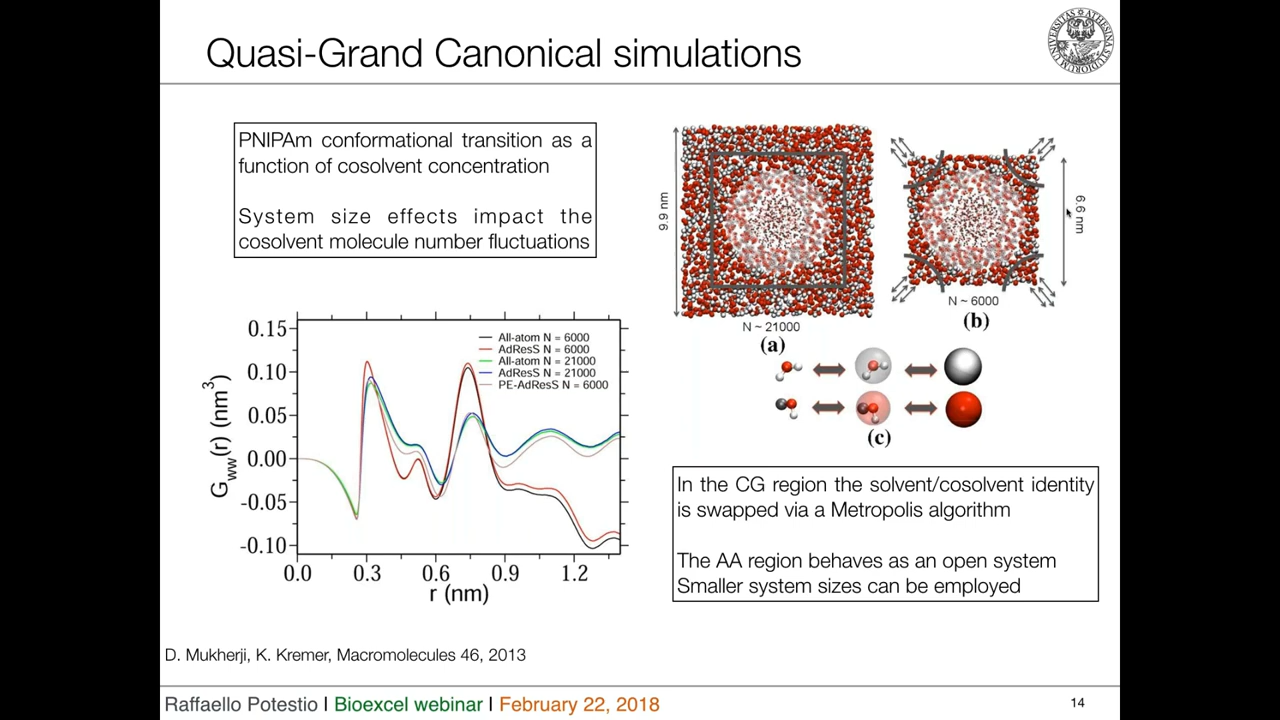 Quasi-Grand Canonical simulations
PNIPAm conformational transition as a
function of cosolvent concentration
System size effects impact the
cosolvent molecule number fluctuations
9.9 nm
N ~ 21000
(a)
6.6 nm
N ~ 6000
(b)
(c)
0.15
0.10
0.05
0.00
-0.05
-0.10
Gww(r) (nm3)
All-atom N = 6000
AdResS N = 6000
All-atom N = 21000
AdResS N = 21000
PE-AdResS N = 6000
0.0 0.3 0.6 0.9 1.2
r (nm)
In the CG region the solvent/cosolvent identity
is swapped via a Metropolis algorithm
The AA region behaves as an open system
Smaller system sizes can be employed
D. Mukherji, K. Kremer, Macromolecules 46, 2013
Raffaello Potestio I Bioexcel webinar I February 22, 2018
14